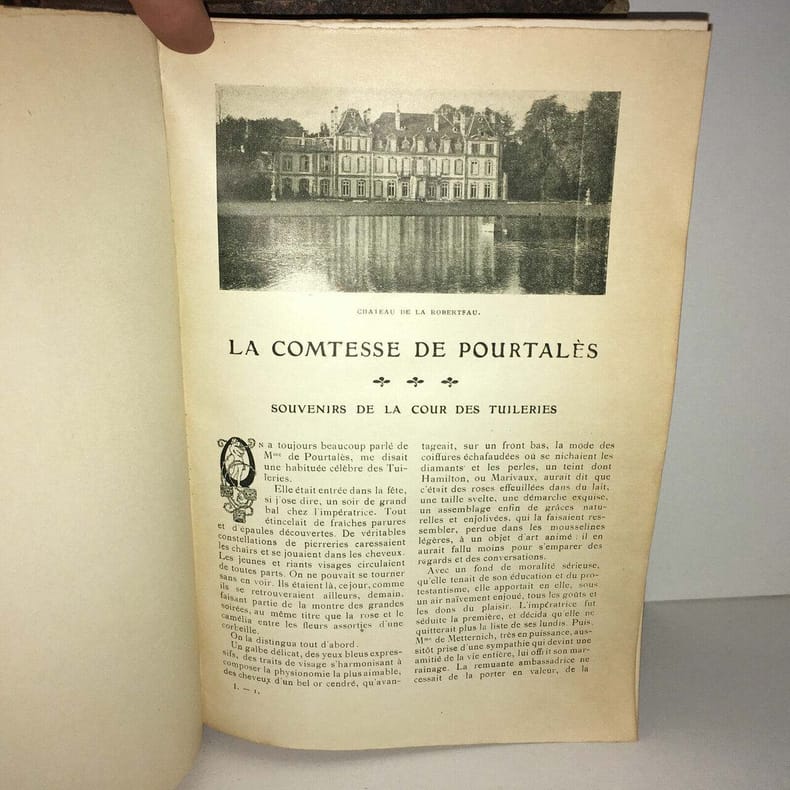 CHATEAU DE LA ROBERTSAU.
LA COMTESSE DE POURTALÈS
SOUVENIRS DE LA COUR DES TUILERIES
ON a toujours beaucoup parlé de
Mme de Pourtalès, me disait
une habituée célèbre des Tui-
leries.
Elle était entrée dans la fête,
si j'ose dire, un soir de grand
bal chez l'impératrice. Tout
étincelait de fraîches parures
et d'épaules découvertes. De véritables
constellations de pierreries caressaient
les chairs et se jouaient dans les cheveux.
Les jeunes et riants visages circulaient
de toutes parts. On ne pouvait se tourner
sans en voir. Ils étaient là, ce jour, comme
ils se retrouveraient ailleurs, demain,
faisant partie de la montre des grandes
soirées, au même titre que la rose et le
camélia entre les fleurs assorties d'une
corbeille.
On la distingua tout d'abord.
Un galbe délicat, des yeux bleus expres-
sifs, des traits de visage s'harmonisant à
composer la physionomie la plus aimable,
des cheveux d'un bel or cendré, qu'avan-
I. — 1.
tageait, sur un front bas, la mode des
coiffures échafaudées où se nichaient les
diamants et les perles, un teint dont
Hamilton, ou Marivaux, aurait dit que
c'était des roses effeuillées dans du lait,
une taille svelte, une démarche exquise,
un assemblage enfin de grâces natu-
relles et enjolivées, qui la faisaient res-
sembler, perdue dans les mousselines
légères, à un objet d'art animé : il en
aurait fallu moins pour s'emparer des
regards et des conversations.
Avec un fond de moralité sérieuse,
qu'elle tenait de son éducation et du pro-
testantisme, elle apportait en elle, sous
un air naïvement enjoué, tous les goûts et
les dons du plaisir. L'impératrice fut
séduite la première, et décida qu'elle ne
quitterait plus la liste de ses lundis. Puis,
Mme de Metternich, très en puissance, aus-
sitôt prise d'une sympathie qui devint une
amitié de la vie entière, lui offrit son mar-
rainage. La remuante ambassadrice ne
cessait de la porter en valeur, de la